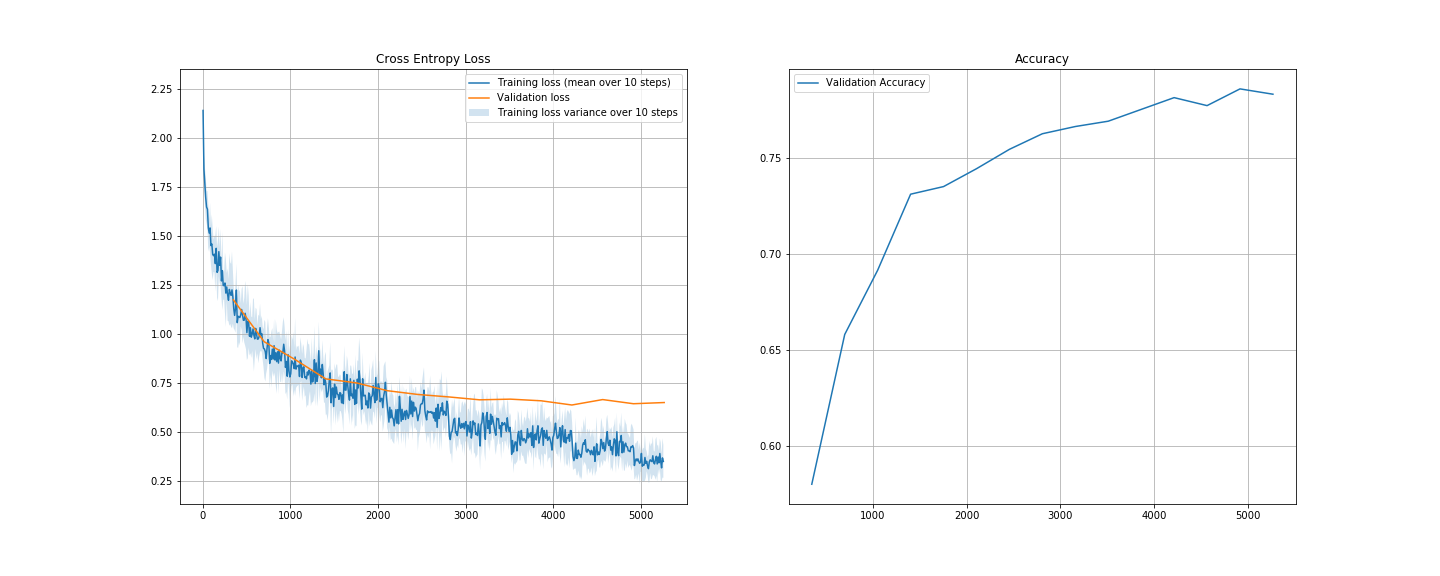 Cross Entropy Loss
Training loss (mean over 10 steps)
Validation loss
Training loss variance over 10 steps
2.25
2.00
1.75
1.50
1.25
1.00
0.75
0.50
0.25
0 1000 2000 3000 4000 5000
Accuracy
Validation Accuracy
0.75
0.70
0.65
0.60
1000 2000 3000 4000 5000